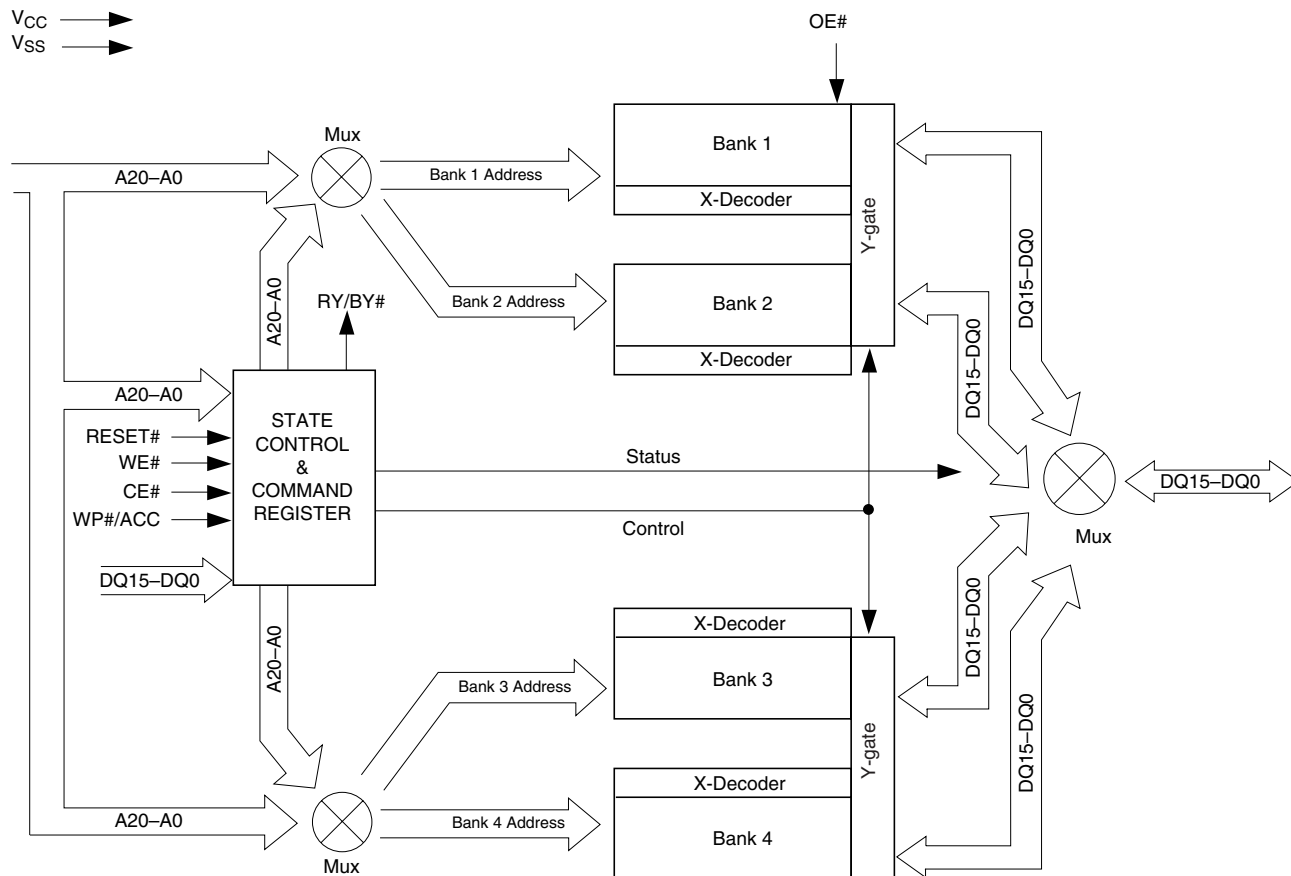 VCC
VSS
OE#
Mux
Bank 1
A20–A0
Bank 1 Address
X-Decoder
Y-gate
DQ15–DQ0
A20–A0
RY/BY#
Bank 2 Address
Bank 2
X-Decoder
DQ15–DQ0
A20–A0
RESET#
WE#
CE#
WP#/ACC
DQ15–DQ0
STATE
CONTROL
&
COMMAND
REGISTER
Status
Control
DQ15–DQ0
Mux
A20–A0
X-Decoder
Bank 3 Address
Bank 3
Y-gate
DQ15–DQ0
DQ15–DQ0
X-Decoder
A20–A0
Bank 4 Address
Bank 4
Mux